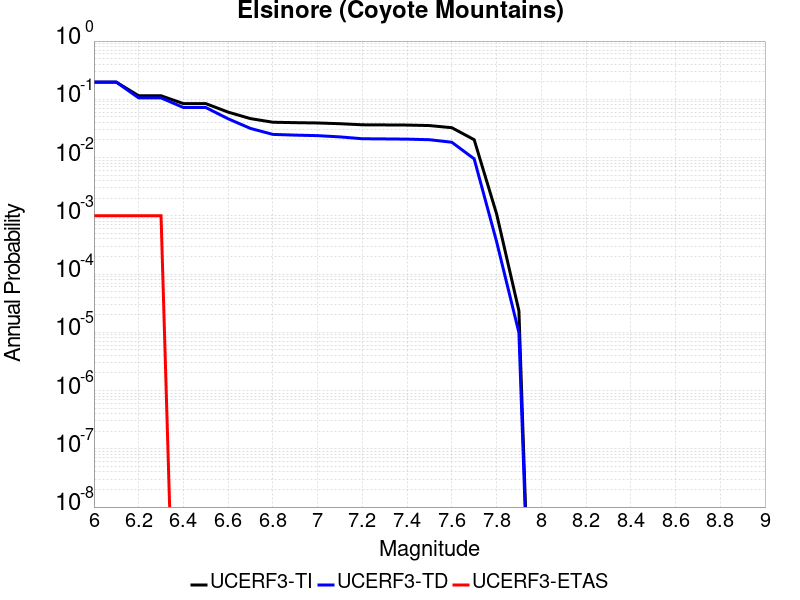 Elsinore (Coyote Mountains)
10^0
10^-1
10^-2
10^-3
10^-4
10^-5
10^-6
10^-7
10^-8
Annual Probability
6 6.2 6.4 6.6 6.8 7 7.2 7.4 7.6 7.8 8 8.2 8.4 8.6 8.8 9
Magnitude
UCERF3-TI UCERF3-TD UCERF3-ETAS